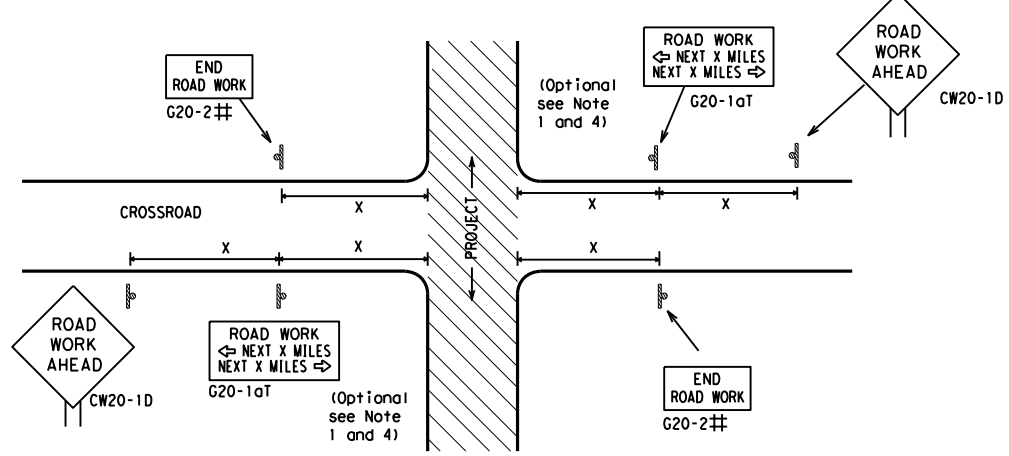 END
ROAD WORK
G20-2#
ROAD WORK
⇦ NEXT X MILES
NEXT X MILES ⇨
G20-1aT
(Optional
see Note
1 and 4)
ROAD
WORK
AHEAD
CW20-1D
X
X
X
CROSSROAD
PROJECT
X
X
X
ROAD
WORK
AHEAD
CW20-1D
ROAD WORK
⇦ NEXT X MILES
NEXT X MILES ⇨
G20-1aT
(Optional
see Note
1 and 4)
END
ROAD WORK
G20-2#